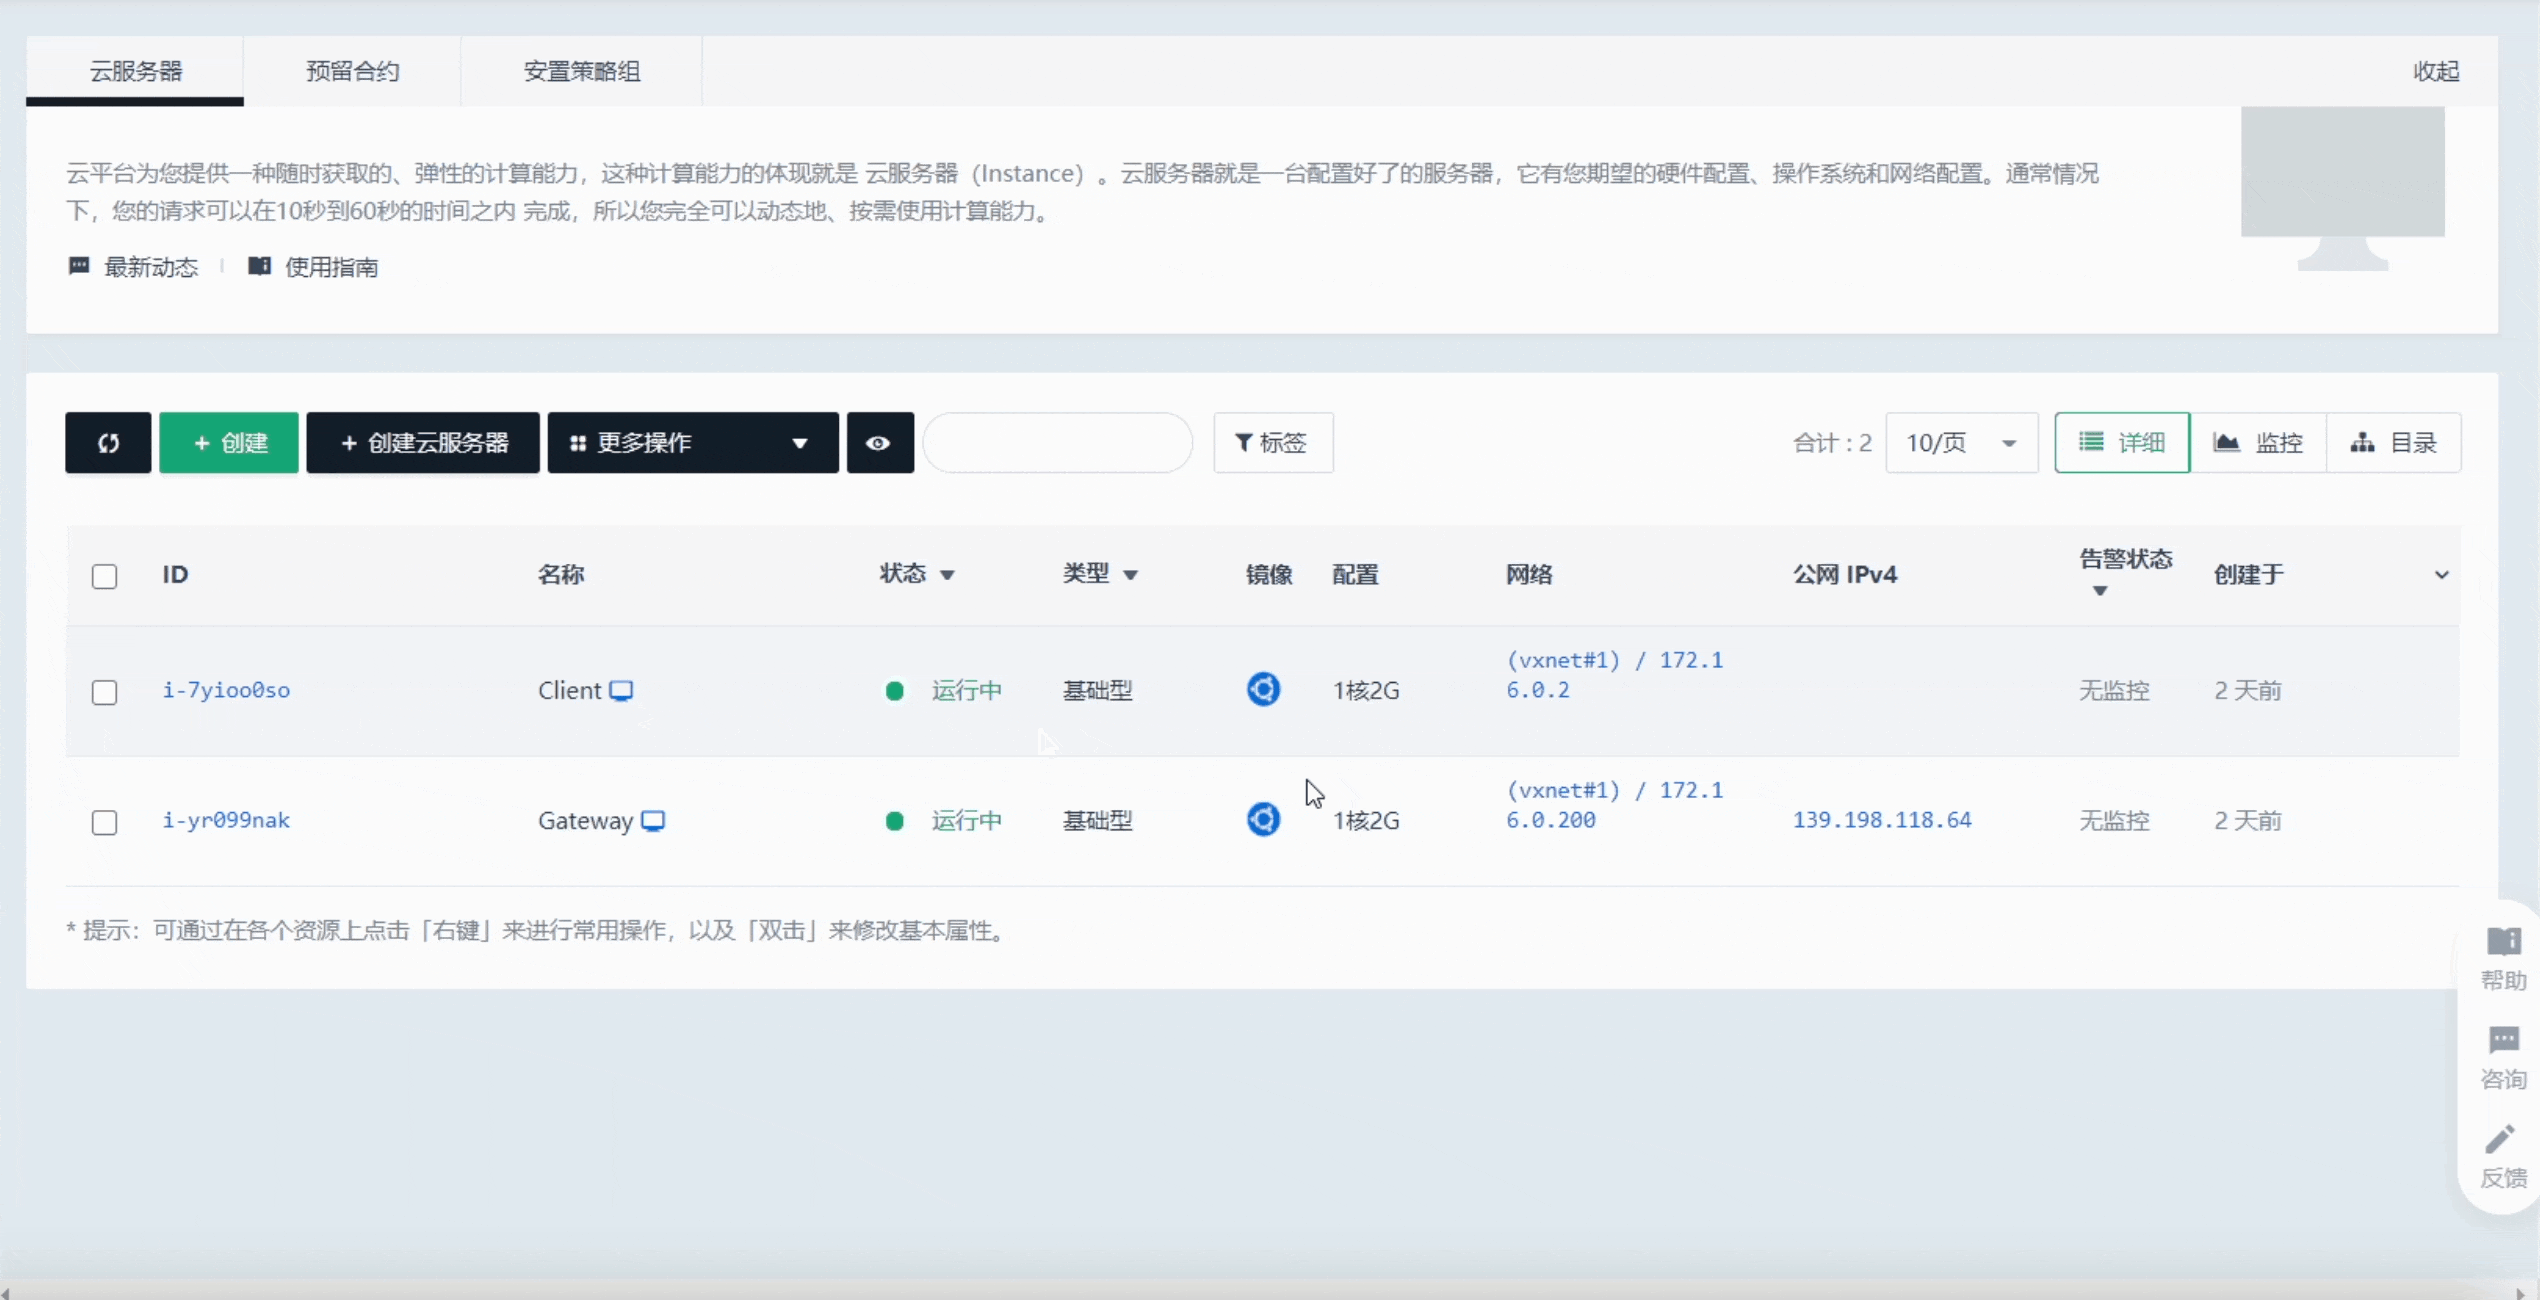 云服务器 预留合约 安置策略组 收起
云平台为您提供一种随时获取的、弹性的计算能力，这种计算能力的体现就是 云服务器（Instance）。云服务器就是一台配置好了的服务器，它有您期望的硬件配置、操作系统和网络配置。通常情况
下，您的请求可以在10秒到60秒的时间之内 完成，所以您完全可以动态地、按需使用计算能力。
最新动态 使用指南
+ 创建 + 创建云服务器 更多操作 标签 合计：2 10/页 详细 监控 目录
ID 名称 状态 类型 镜像 配置 网络 公网 IPv4 告警状态 创建于
i-7yioo0so Client 运行中 基础型 1核2G (vxnet#1) / 172.1
6.0.2 无监控 2 天前
i-yr099nak Gateway 运行中 基础型 1核2G (vxnet#1) / 172.1
6.0.200 139.198.118.64 无监控 2 天前
* 提示：可通过在各个资源上点击「右键」来进行常用操作，以及「双击」来修改基本属性。
帮助
咨询
反馈